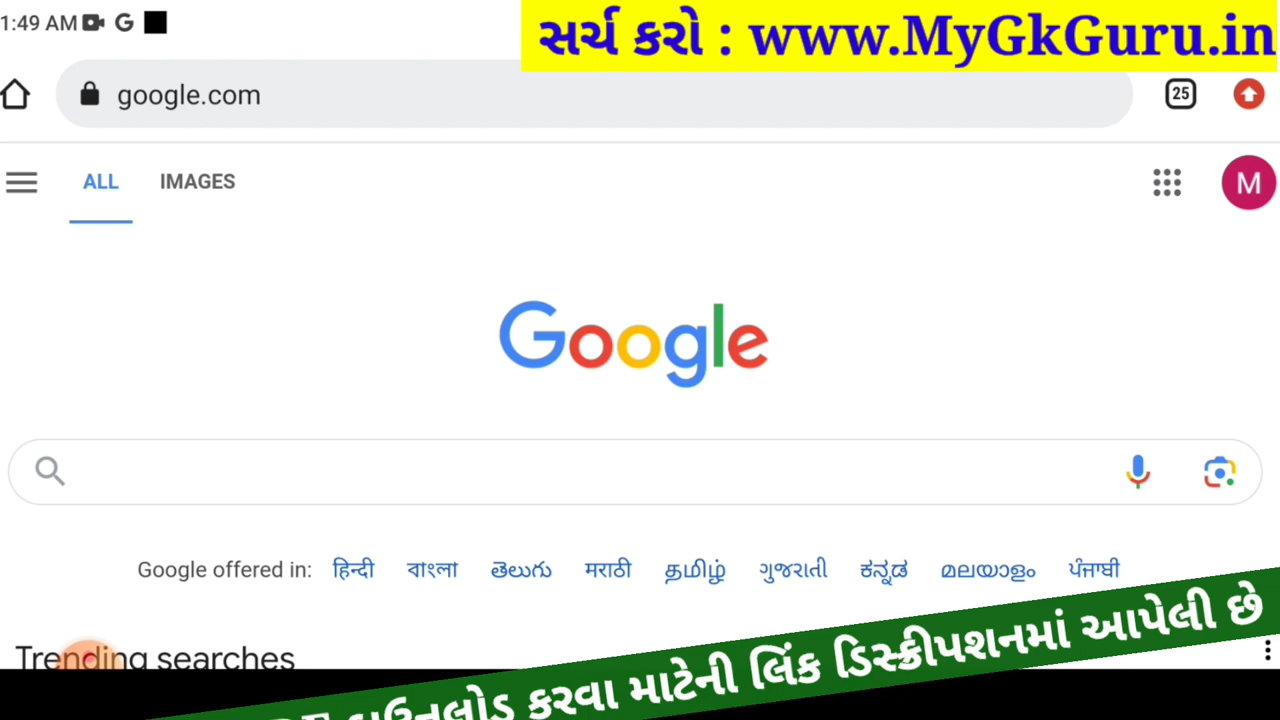 1:49 AM G
સર્ચ કરો : www.MyGkGuru.in
google.com
25
ALL IMAGES
M
Google
Google offered in: हिन्दी বাংলা తెలుగు मराठी தமிழ் ગુજરાતી ಕನ್ನಡ മലയാളം ਪੰਜਾਬੀ
Trending searches
ડાઉનલોડ કરવા માટેની લિંક ડિસ્ક્રીપશનમાં આપેલી છે